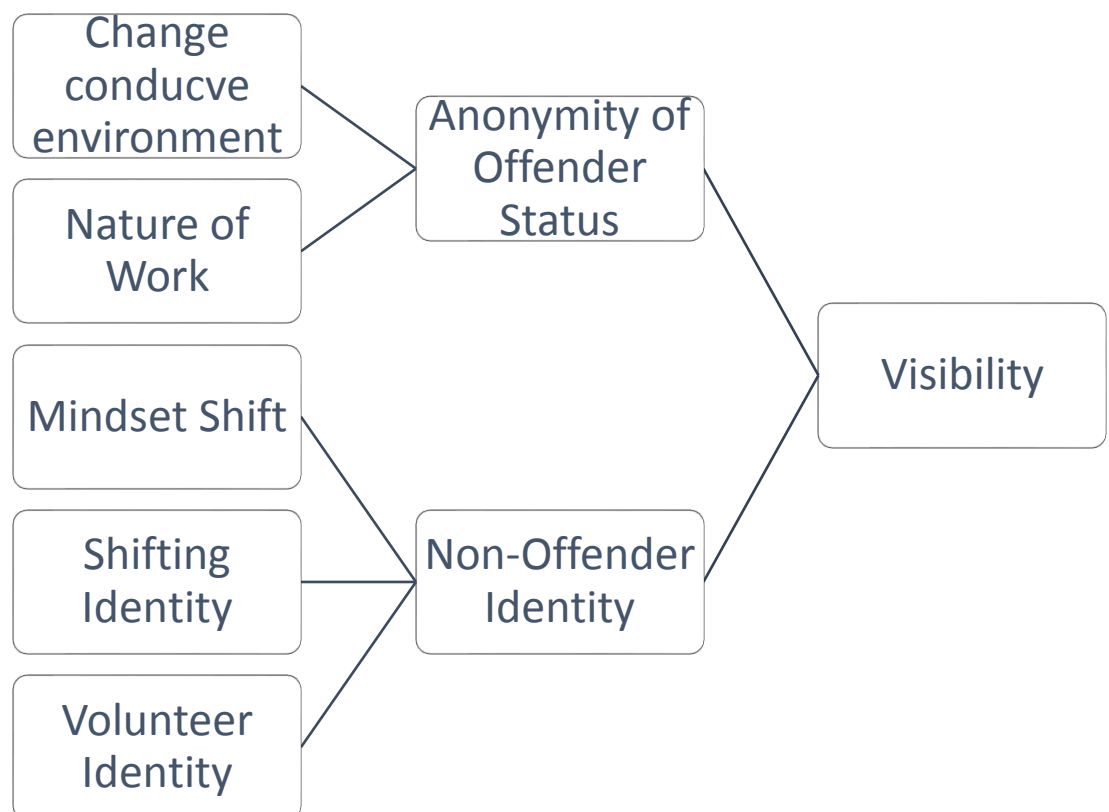 Change
conducve
environment
Nature of
Work
Mindset Shift
Shifting
Identity
Volunteer
Identity
Anonymity of
Offender
Status
Non-Offender
Identity
Visibility